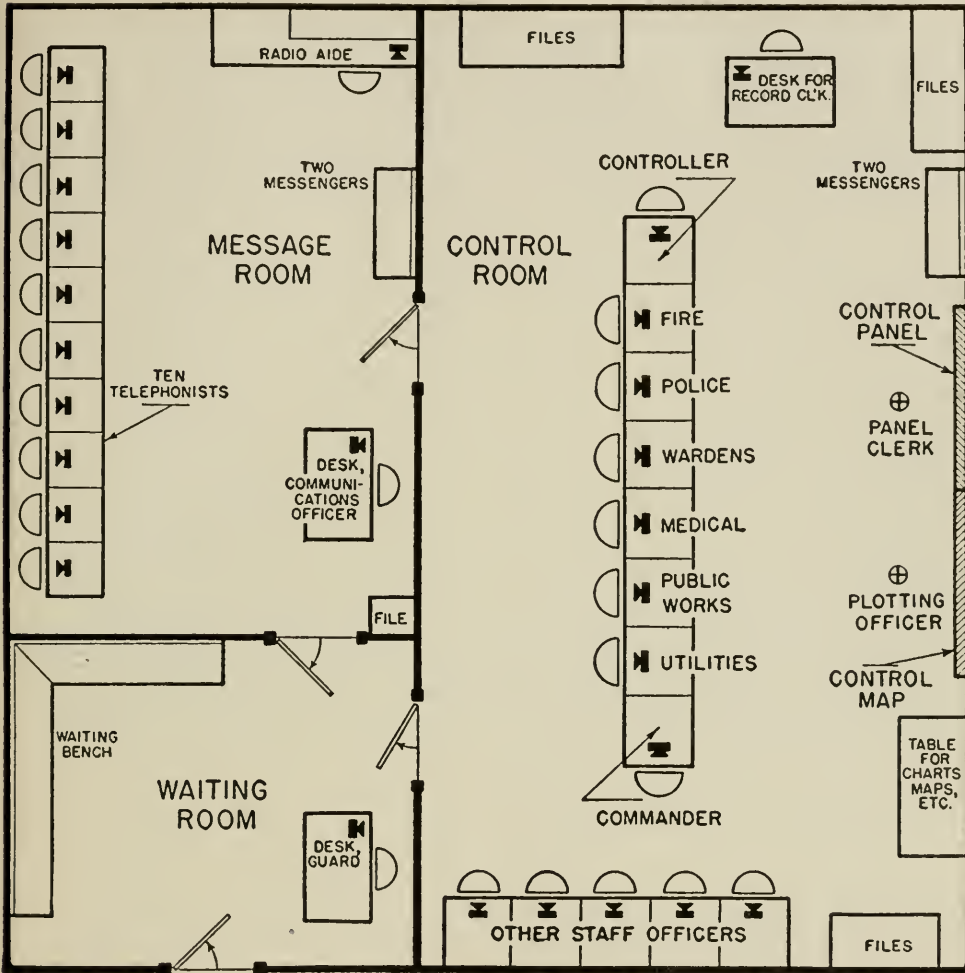 RADIO AIDE
FILES
DESK FOR
RECORD CL'K.
FILES
TWO
MESSENGERS
CONTROLLER
TWO
MESSENGERS
MESSAGE
ROOM
CONTROL
ROOM
FIRE
CONTROL
PANEL
TEN
TELEPHONISTS
POLICE
PANEL
CLERK
DESK,
COMMUNI-
CATIONS
OFFICER
WARDENS
MEDICAL
FILE
PUBLIC
WORKS
PLOTTING
OFFICER
UTILITIES
CONTROL
MAP
WAITING
BENCH
TABLE
FOR
CHARTS
MAPS,
ETC.
WAITING
ROOM
COMMANDER
DESK,
GUARD
OTHER STAFF OFFICERS
FILES